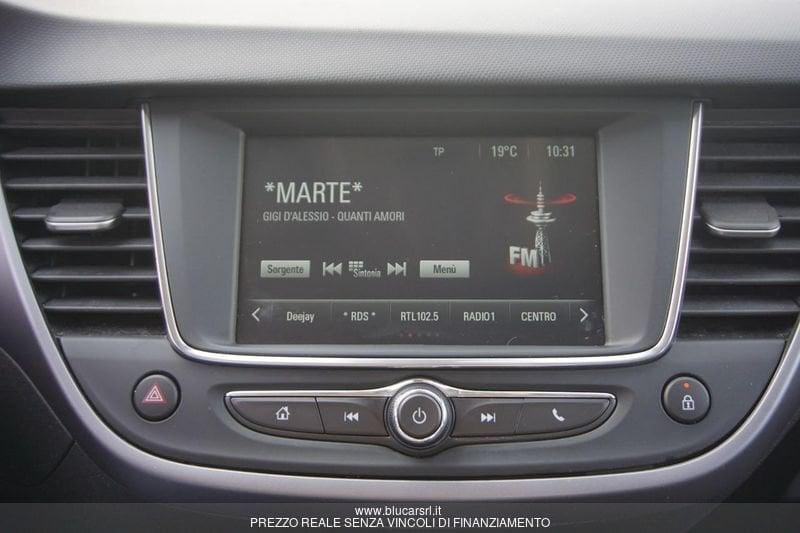 TP 19°C 10:31
*MARTE*
GIGI D'ALESSIO - QUANTI AMORI
FM
Sorgente Sintonia Menù
Deejay * RDS * RTL102.5 RADIO1 CENTRO
www.blucarsrl.it
PREZZO REALE SENZA VINCOLI DI FINANZIAMENTO